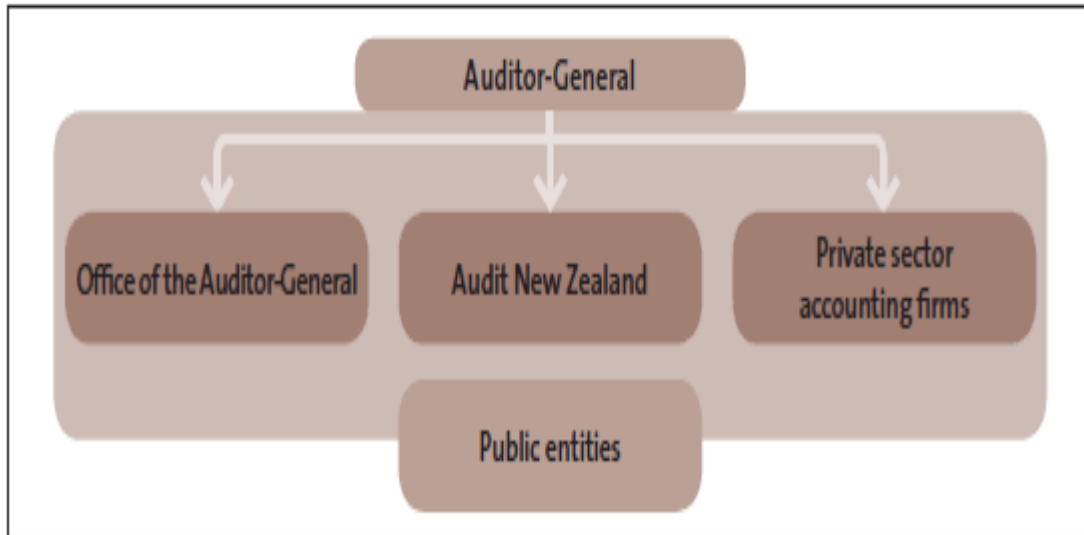 Auditor-General
Office of the Auditor-General
Audit New Zealand
Private sector
accounting firms
Public entities